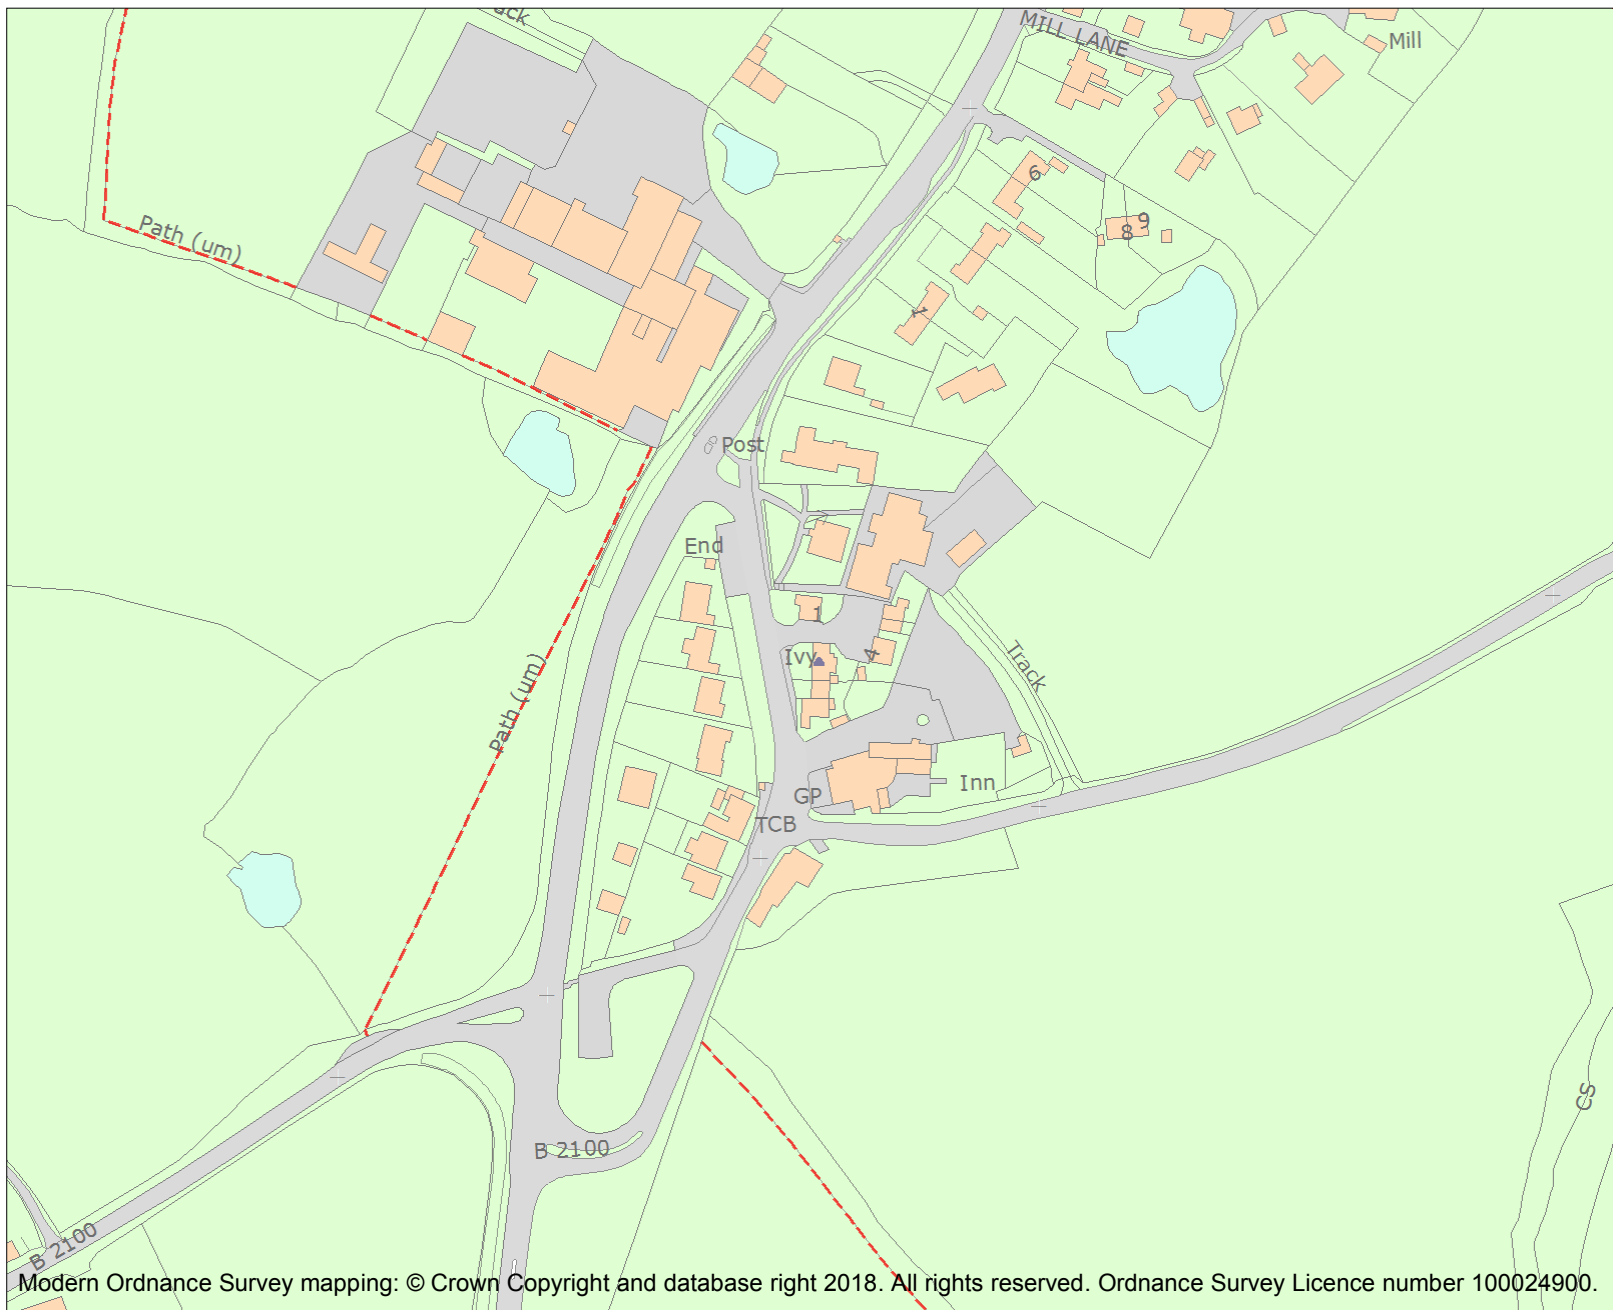 ack
MILL LANE
Mill
6
9
8
Path (um)
1
Post
End
1
Ivy
4
Track
Path (um)
Inn
GP
TCB
CS
B 2100
B 2100
Modern Ordnance Survey mapping: © Crown Copyright and database right 2018. All rights reserved. Ordnance Survey Licence number 100024900.